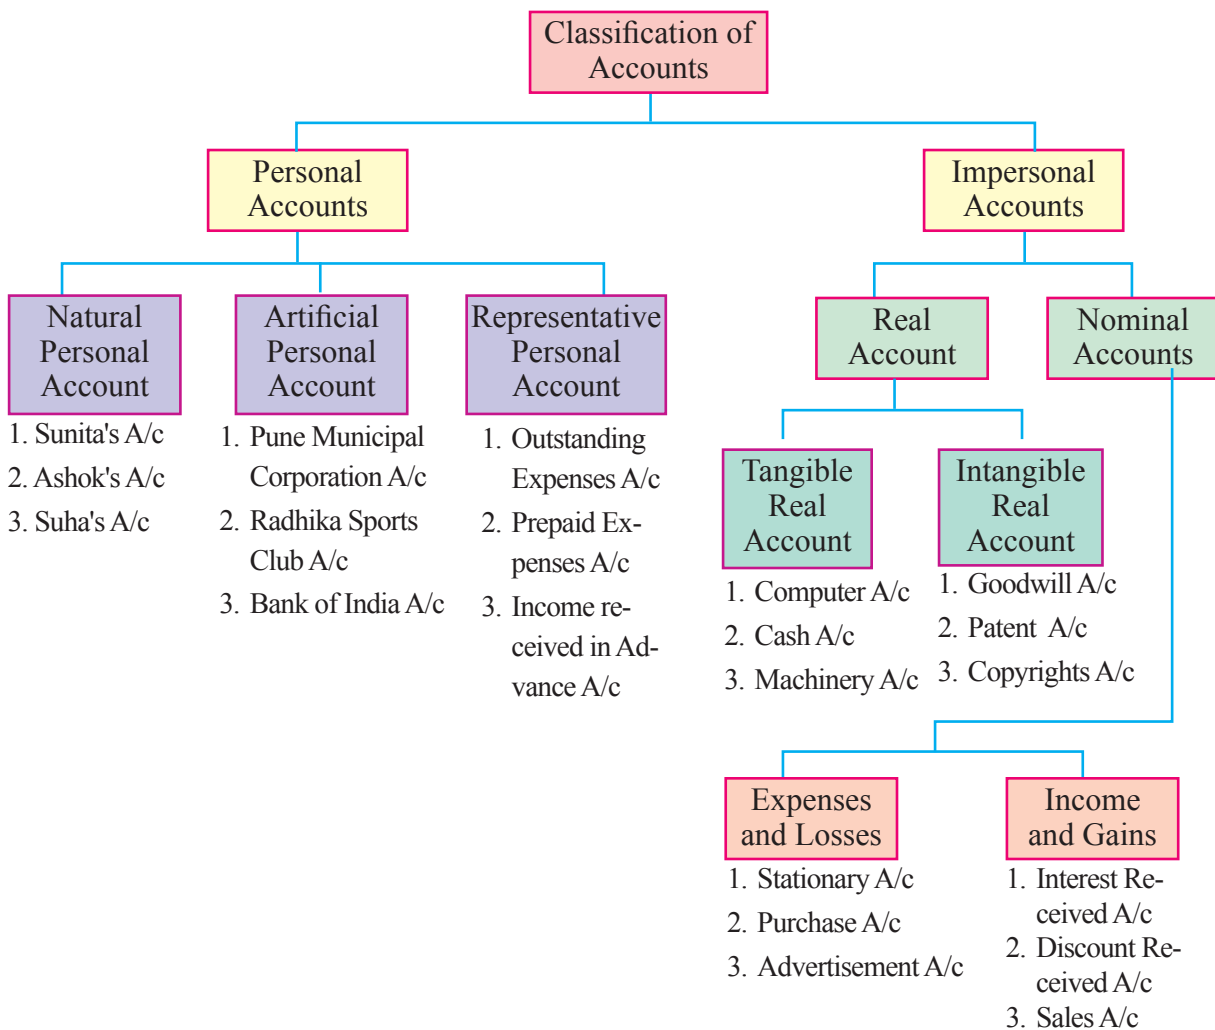 Classification of
Accounts
Personal
Accounts
Impersonal
Accounts
Natural
Personal
Account
1. Sunita's A/c
2. Ashok's A/c
3. Suha's A/c
Artificial
Personal
Account
1. Pune Municipal
Corporation A/c
2. Radhika Sports
Club A/c
3. Bank of India A/c
Representative
Personal
Account
1. Outstanding
Expenses A/c
2. Prepaid Ex-
penses A/c
3. Income re-
ceived in Ad-
vance A/c
Real
Account
Nominal
Accounts
Tangible
Real
Account
1. Computer A/c
2. Cash A/c
3. Machinery A/c
Intangible
Real
Account
1. Goodwill A/c
2. Patent A/c
3. Copyrights A/c
Expenses
and Losses
1. Stationary A/c
2. Purchase A/c
3. Advertisement A/c
Income
and Gains
1. Interest Re-
ceived A/c
2. Discount Re-
ceived A/c
3. Sales A/c